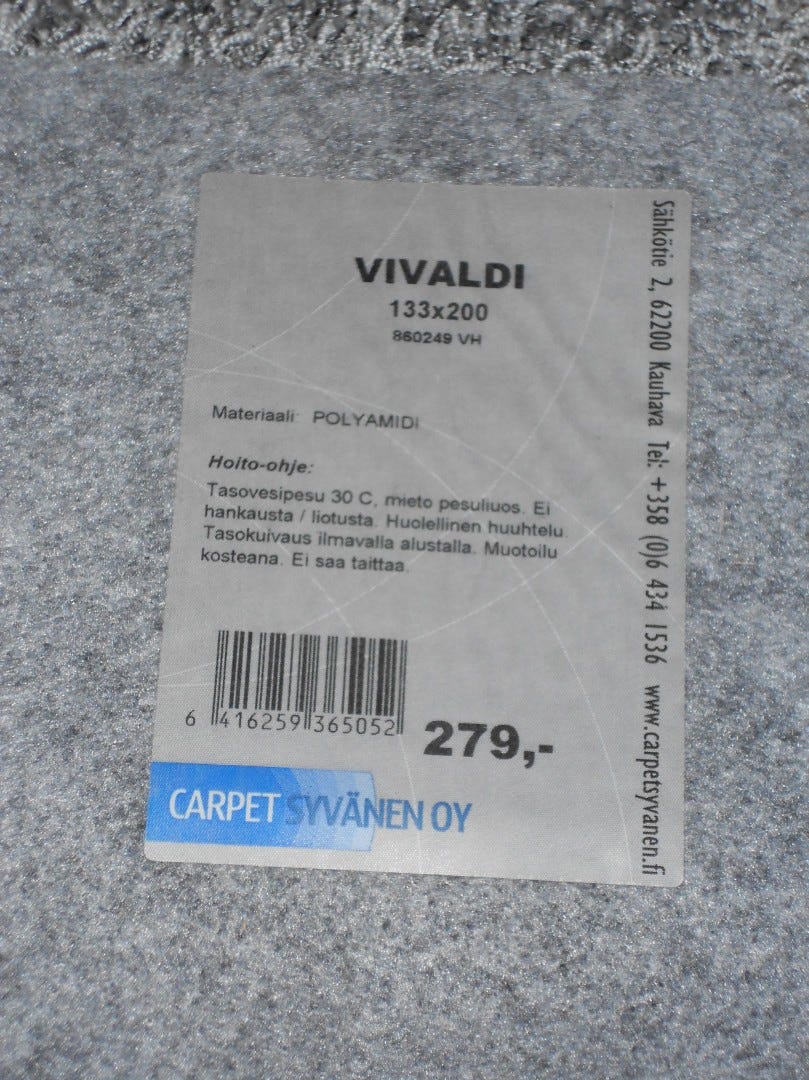 VIVALDI
133x200
860249 VH
Materiaali: POLYAMIDI
Hoito-ohje:
Tasovesipesu 30 C, mieto pesuliuos. Ei
hankausta / liotusta. Huolellinen huuhtelu.
Tasokuivaus ilmavalla alustalla. Muotoilu
kosteana. Ei saa taittaa.
6 416259 365052
279,-
CARPET SYVÄNEN OY
Sähkötie 2, 62200 Kauhava Tel: +358 (0)6 434 1536 www.carpetsyvanen.fi